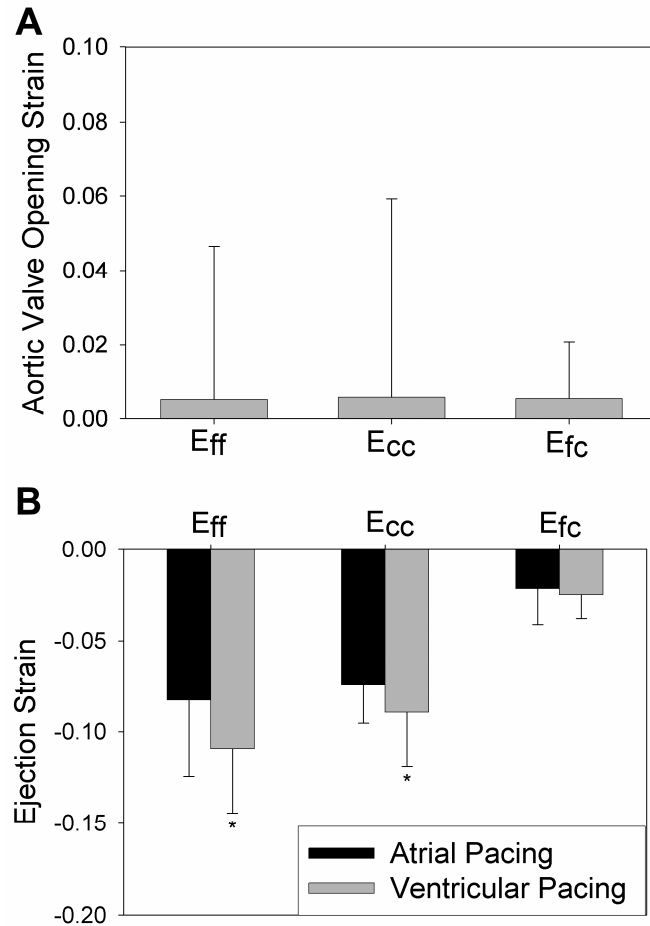 A
Aortic Valve Opening Strain
0.10
0.08
0.06
0.04
0.02
0.00
Eff
Ecc
Efc
B
Eff
Ecc
Efc
Ejection Strain
0.00
-0.05
-0.10
-0.15
-0.20
*
*
Atrial Pacing
Ventricular Pacing